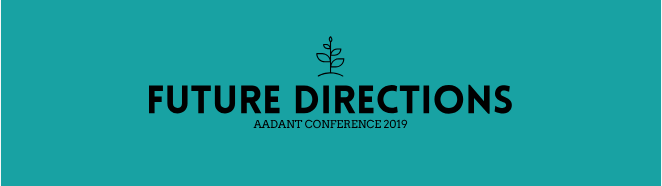 FUTURE DIRECTIONS
AADANT CONFERENCE 2019